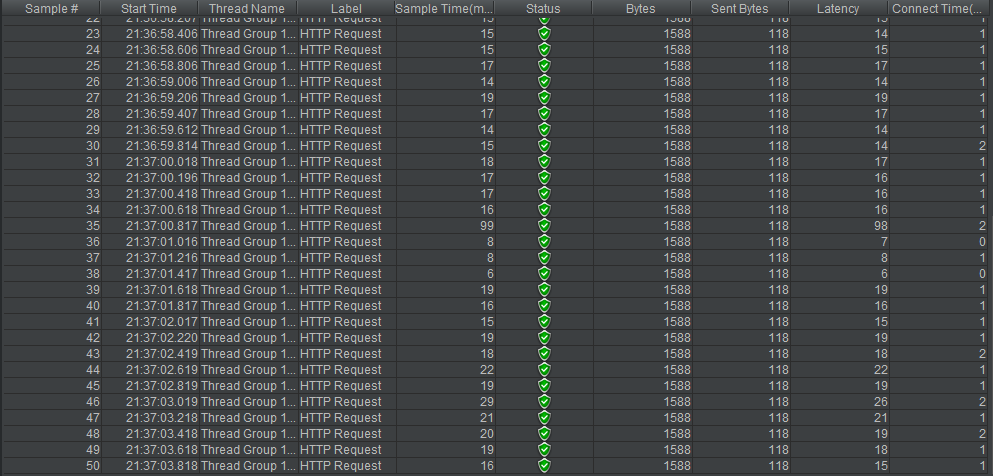 Sample # Start Time Thread Name Label Sample Time(m... Status Bytes Sent Bytes Latency Connect Time(...
22 21:36:58.207 Thread Group 1... HTTP Request 15 1588 118 15 1
23 21:36:58.406 Thread Group 1... HTTP Request 15 1588 118 14 1
24 21:36:58.606 Thread Group 1... HTTP Request 15 1588 118 15 1
25 21:36:58.806 Thread Group 1... HTTP Request 17 1588 118 17 1
26 21:36:59.006 Thread Group 1... HTTP Request 14 1588 118 14 1
27 21:36:59.206 Thread Group 1... HTTP Request 19 1588 118 19 1
28 21:36:59.407 Thread Group 1... HTTP Request 17 1588 118 17 1
29 21:36:59.612 Thread Group 1... HTTP Request 14 1588 118 14 1
30 21:36:59.814 Thread Group 1... HTTP Request 15 1588 118 14 2
31 21:37:00.018 Thread Group 1... HTTP Request 18 1588 118 17 1
32 21:37:00.196 Thread Group 1... HTTP Request 17 1588 118 16 1
33 21:37:00.418 Thread Group 1... HTTP Request 17 1588 118 16 1
34 21:37:00.618 Thread Group 1... HTTP Request 16 1588 118 16 1
35 21:37:00.817 Thread Group 1... HTTP Request 99 1588 118 98 2
36 21:37:01.016 Thread Group 1... HTTP Request 8 1588 118 7 0
37 21:37:01.216 Thread Group 1... HTTP Request 8 1588 118 8 1
38 21:37:01.417 Thread Group 1... HTTP Request 6 1588 118 6 0
39 21:37:01.618 Thread Group 1... HTTP Request 19 1588 118 19 1
40 21:37:01.817 Thread Group 1... HTTP Request 16 1588 118 16 1
41 21:37:02.017 Thread Group 1... HTTP Request 15 1588 118 15 1
42 21:37:02.220 Thread Group 1... HTTP Request 19 1588 118 19 1
43 21:37:02.419 Thread Group 1... HTTP Request 18 1588 118 18 2
44 21:37:02.619 Thread Group 1... HTTP Request 22 1588 118 22 1
45 21:37:02.819 Thread Group 1... HTTP Request 19 1588 118 19 1
46 21:37:03.019 Thread Group 1... HTTP Request 29 1588 118 26 2
47 21:37:03.218 Thread Group 1... HTTP Request 21 1588 118 21 1
48 21:37:03.418 Thread Group 1... HTTP Request 20 1588 118 19 2
49 21:37:03.618 Thread Group 1... HTTP Request 19 1588 118 19 1
50 21:37:03.818 Thread Group 1... HTTP Request 16 1588 118 15 1